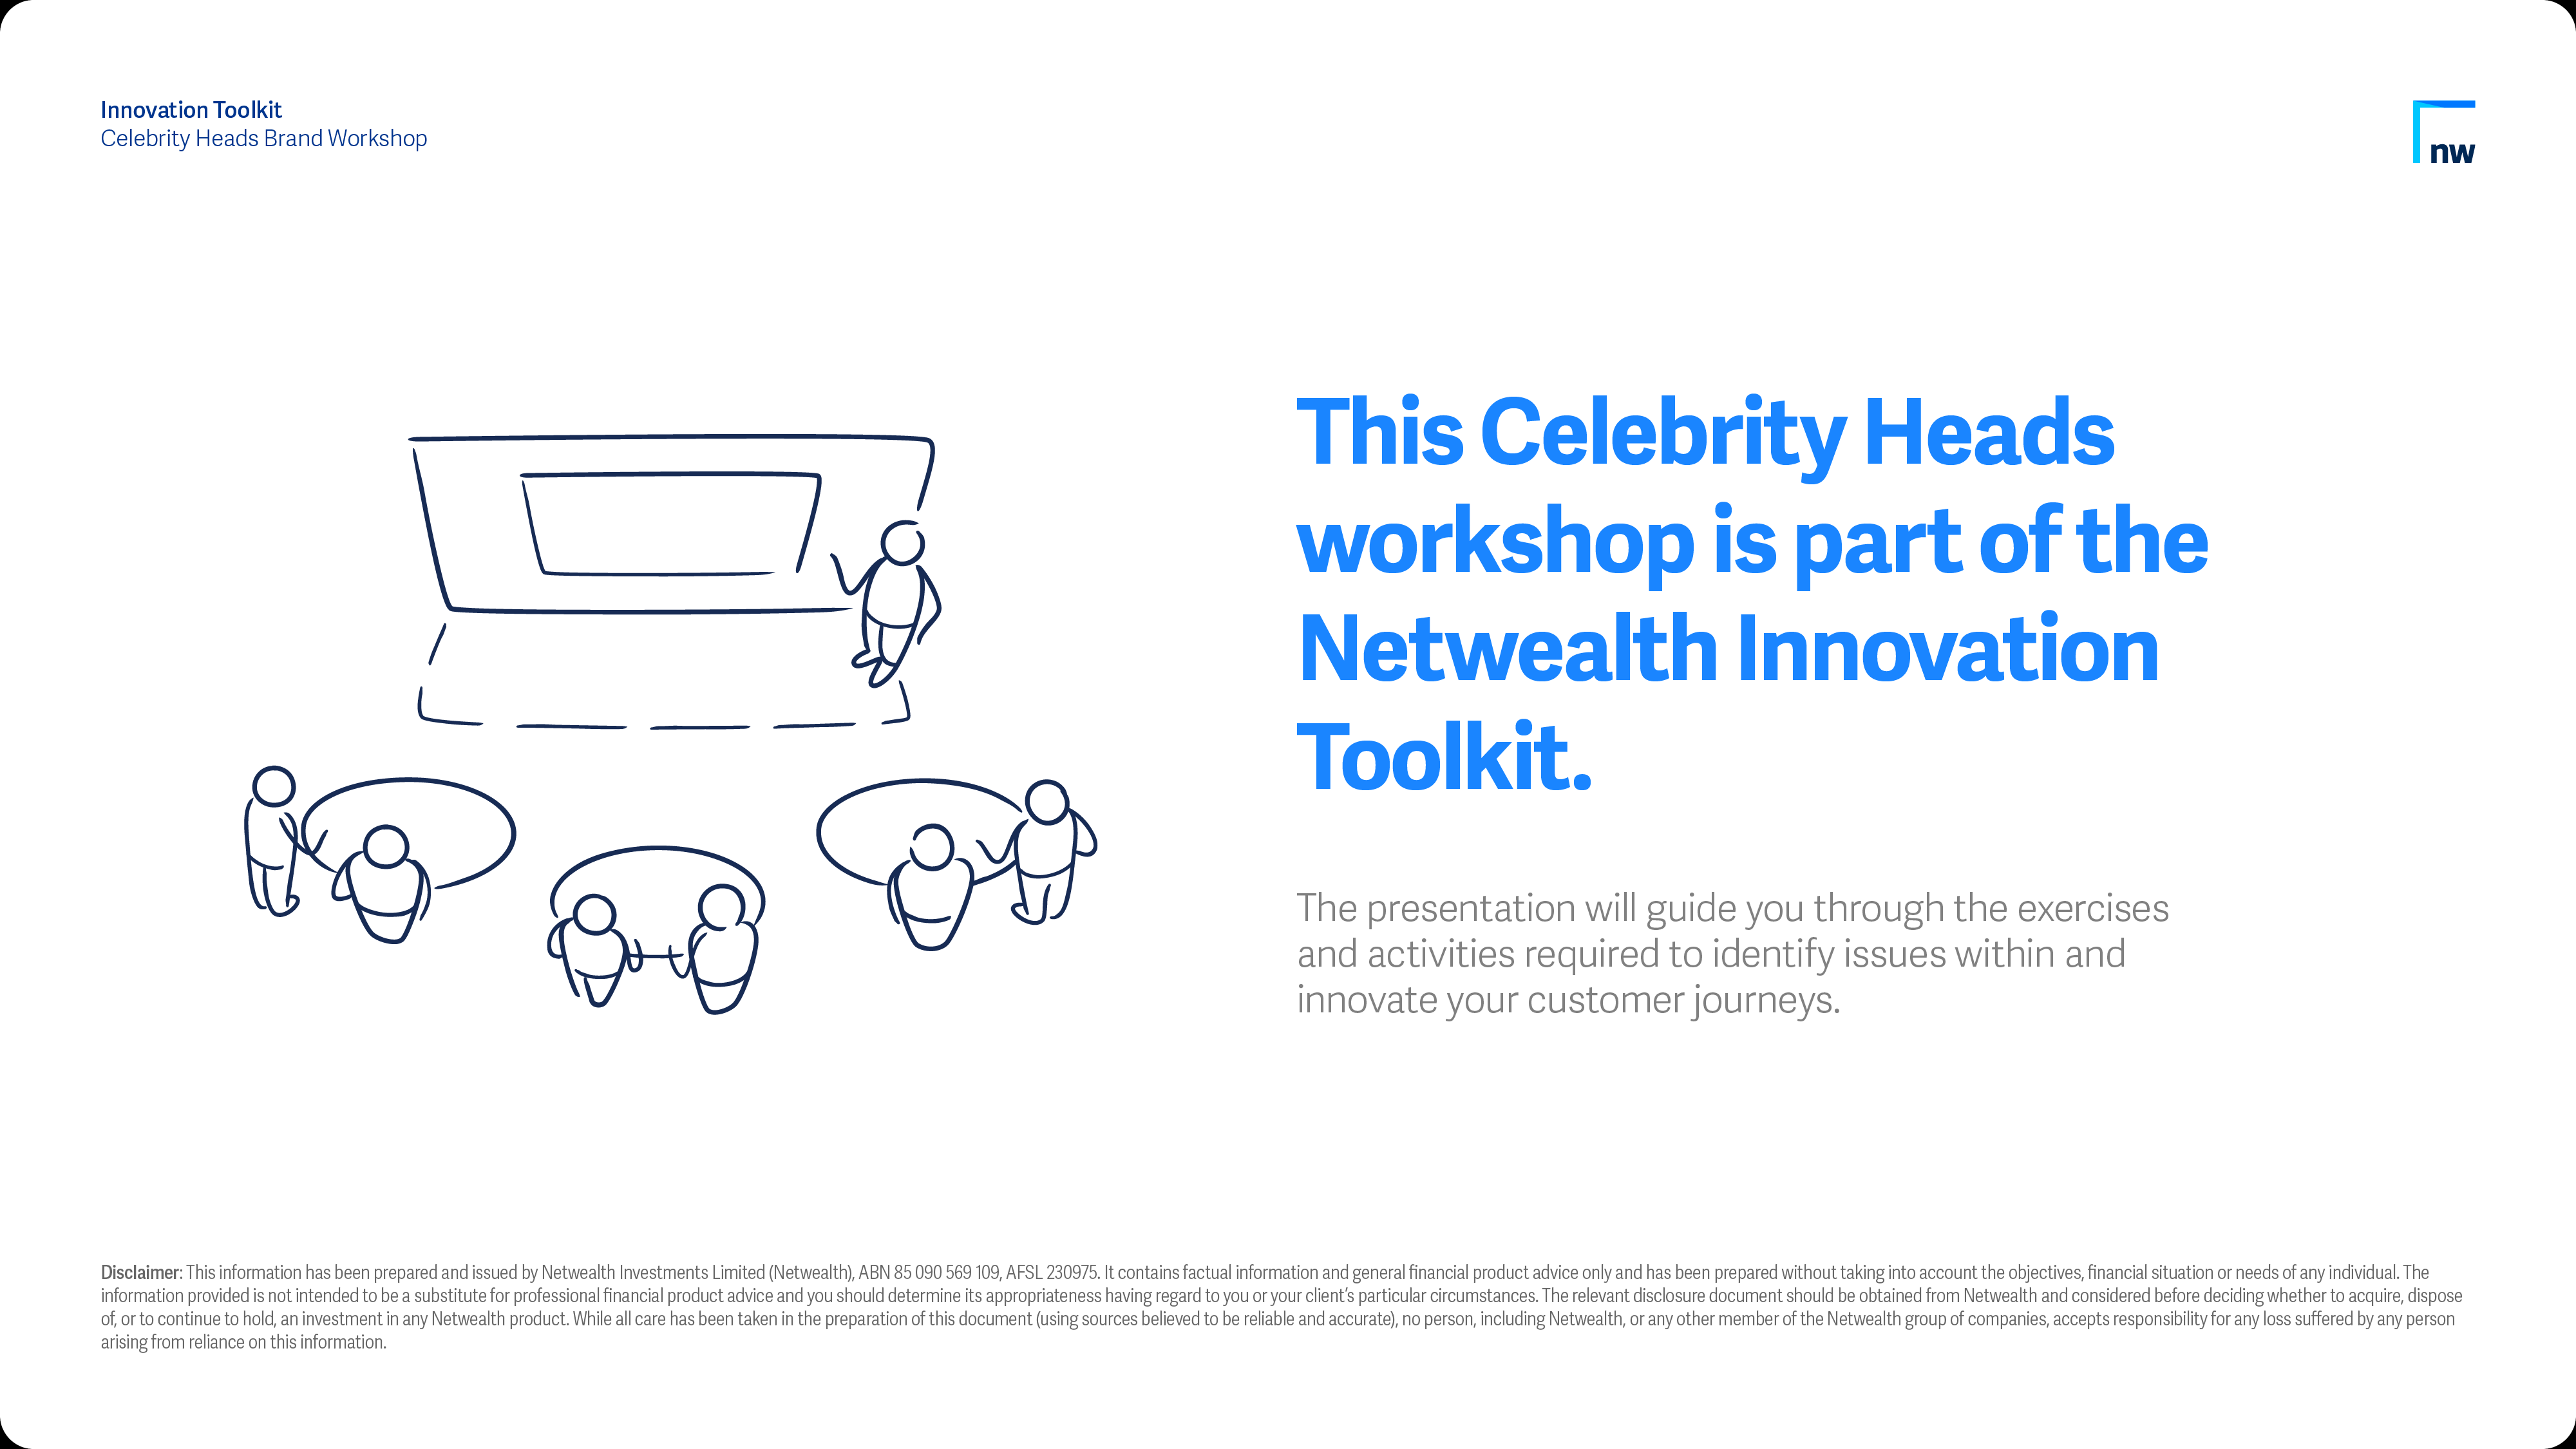 Innovation Toolkit
Celebrity Heads Brand Workshop
nw
This Celebrity Heads
workshop is part of the
Netwealth Innovation
Toolkit.
The presentation will guide you through the exercises
and activities required to identify issues within and
innovate your customer journeys.
Disclaimer: This information has been prepared and issued by Netwealth Investments Limited (Netwealth), ABN 85 090 569 109, AFSL 230975. It contains factual information and general financial product advice only and has been prepared without taking into account the objectives, financial situation or needs of any individual. The
information provided is not intended to be a substitute for professional financial product advice and you should determine its appropriateness having regard to you or your client’s particular circumstances. The relevant disclosure document should be obtained from Netwealth and considered before deciding whether to acquire, dispose
of, or to continue to hold, an investment in any Netwealth product. While all care has been taken in the preparation of this document (using sources believed to be reliable and accurate), no person, including Netwealth, or any other member of the Netwealth group of companies, accepts responsibility for any loss suffered by any person
arising from reliance on this information.